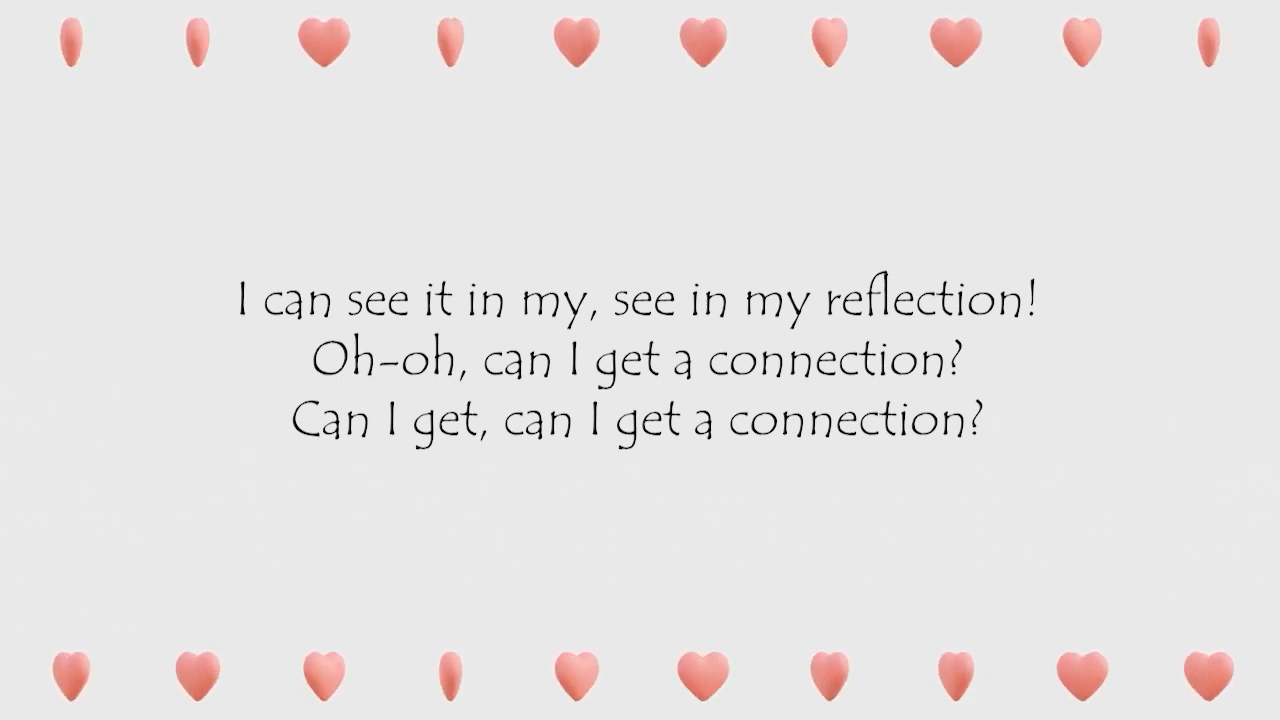 I can see it in my, see in my reflection!
Oh-oh, can I get a connection?
Can I get, can I get a connection?